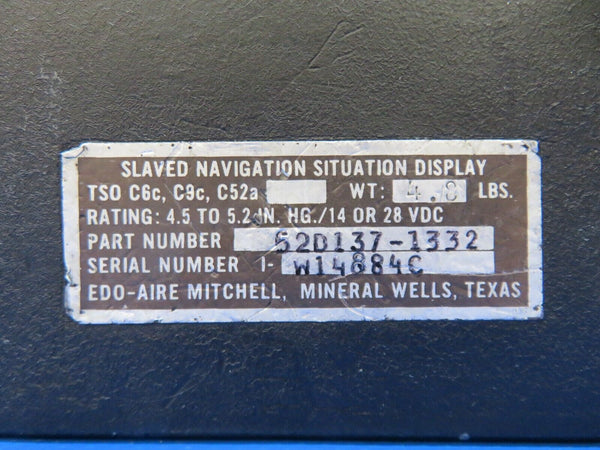 SLAVED NAVIGATION SITUATION DISPLAY
TSO C6c, C9c, C52a WT: 4.8 LBS.
RATING: 4.5 TO 5.2 IN. HG./14 OR 28 VDC
PART NUMBER 52D137-1332
SERIAL NUMBER I- W14884C
EDO-AIRE MITCHELL, MINERAL WELLS, TEXAS